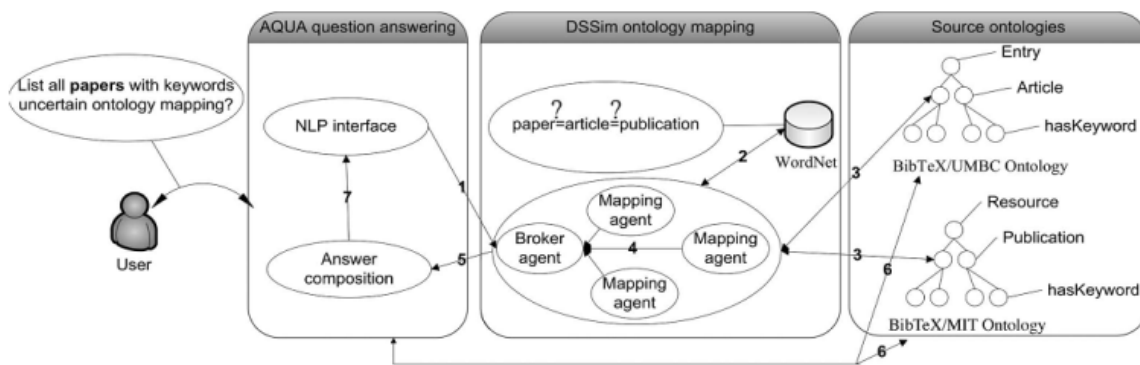 AQUA question answering
DSSim ontology mapping
Source ontologies
List all papers with keywords
uncertain ontology mapping?
User
NLP interface
7
Answer
composition
1
5
? ?
paper=article=publication
WordNet
2
Mapping
agent
Broker
agent
4
Mapping
agent
Mapping
agent
3
3
6
6
Entry
Article
hasKeyword
BibTeX/UMBC Ontology
Resource
Publication
hasKeyword
BibTeX/MIT Ontology